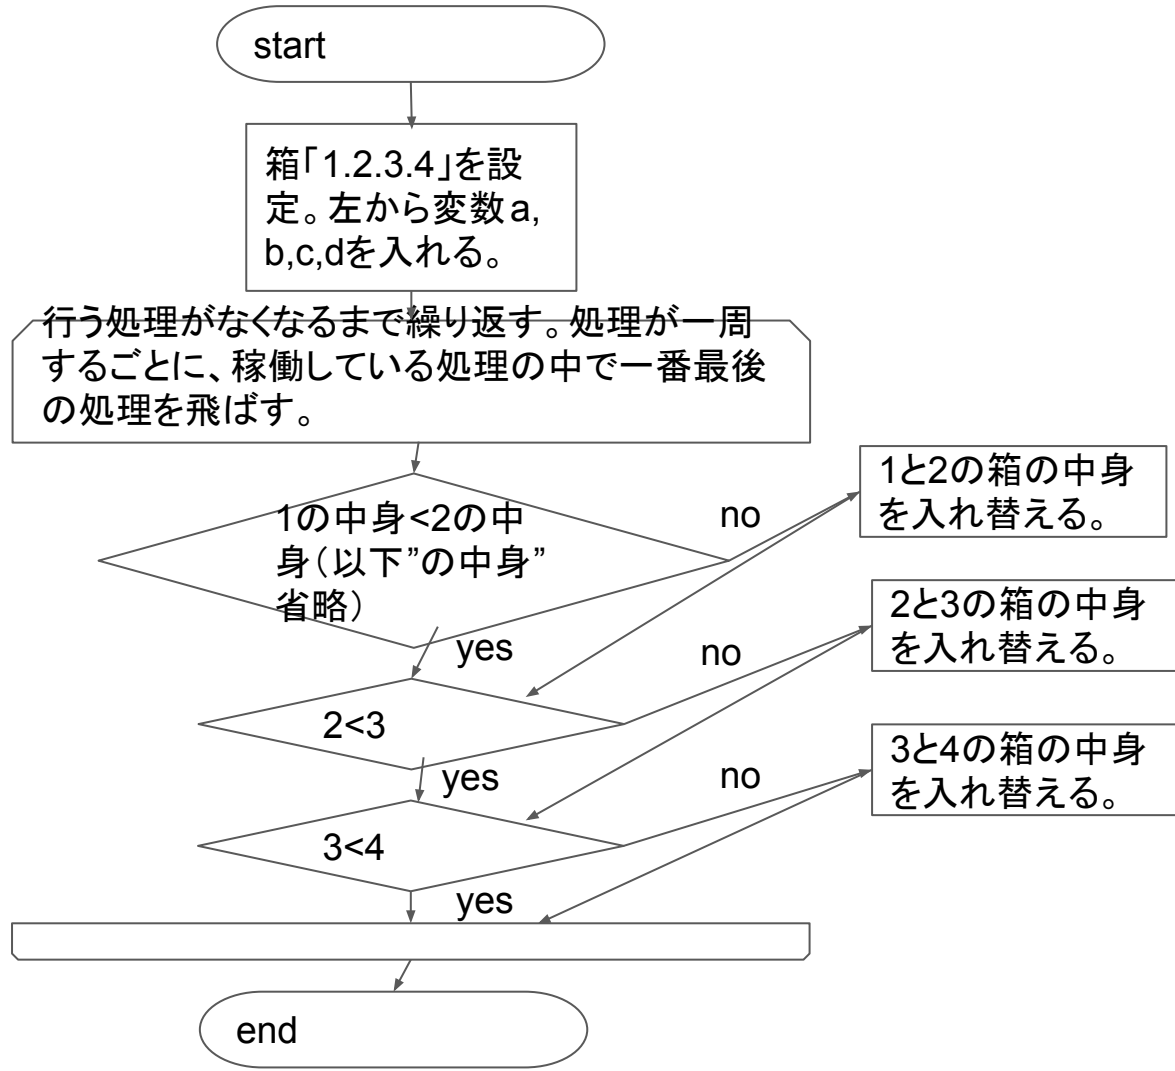 start
箱「1.2.3.4」を設
定。左から変数a,
b,c,dを入れる。
行う処理がなくなるまで繰り返す。処理が一周
するごとに、稼働している処理の中で一番最後
の処理を飛ばす。
1の中身<2の中
身（以下”の中身”
省略）
no
1と2の箱の中身
を入れ替える。
yes
2<3
no
2と3の箱の中身
を入れ替える。
yes
3<4
no
3と4の箱の中身
を入れ替える。
yes
end